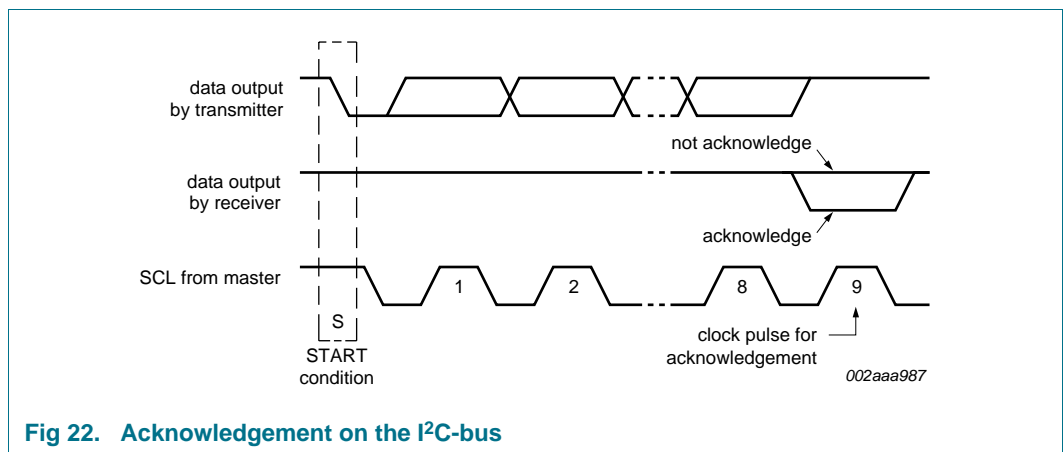 data output
by transmitter
not acknowledge
data output
by receiver
acknowledge
SCL from master
1
2
8
9
S
START
condition
clock pulse for
acknowledgement
002aaa987
Fig 22. Acknowledgement on the I²C-bus